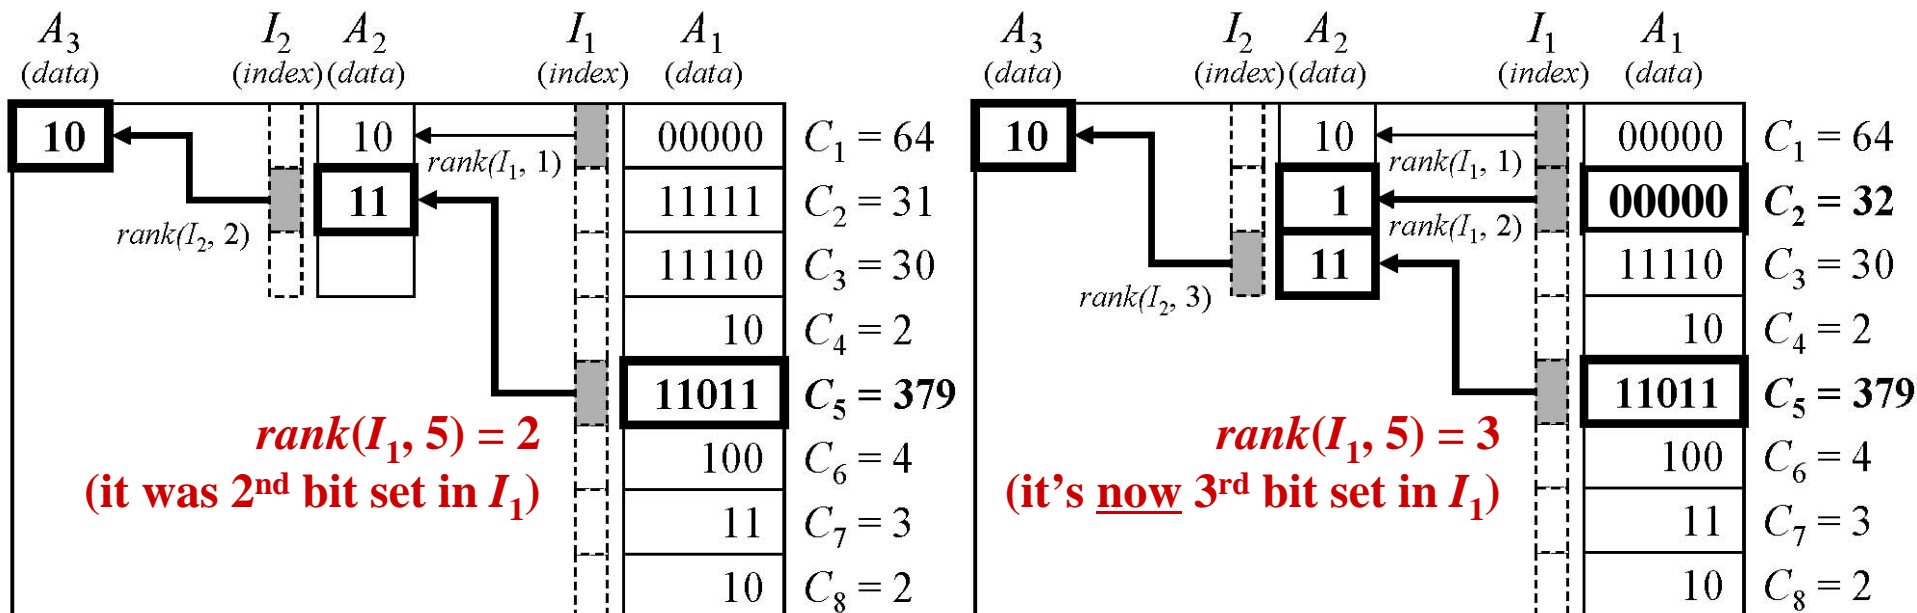 A3 I2 A2 I1 A1
(data) (index) (data) (index) (data)
10 10 00000 C1 = 64
rank(I1, 1)
11 11111 C2 = 31
rank(I2, 2)
11110 C3 = 30
10 C4 = 2
11011 C5 = 379
rank(I1, 5) = 2
100 C6 = 4
(it was 2nd bit set in I1)
11 C7 = 3
10 C8 = 2
A3 I2 A2 I1 A1
(data) (index) (data) (index) (data)
10 10 00000 C1 = 64
rank(I1, 1)
1 00000 C2 = 32
rank(I1, 2)
11 11110 C3 = 30
rank(I2, 3)
10 C4 = 2
11011 C5 = 379
rank(I1, 5) = 3
100 C6 = 4
(it's now 3rd bit set in I1)
11 C7 = 3
10 C8 = 2